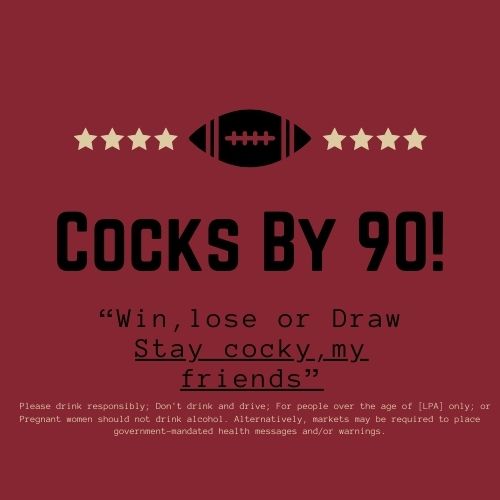 Cocks By 90!
“Win,lose or Draw
Stay cocky,my
friends”
Please drink responsibly; Don't drink and drive; For people over the age of [LPA] only; or
Pregnant women should not drink alcohol. Alternatively, markets may be required to place
government-mandated health messages and/or warnings.